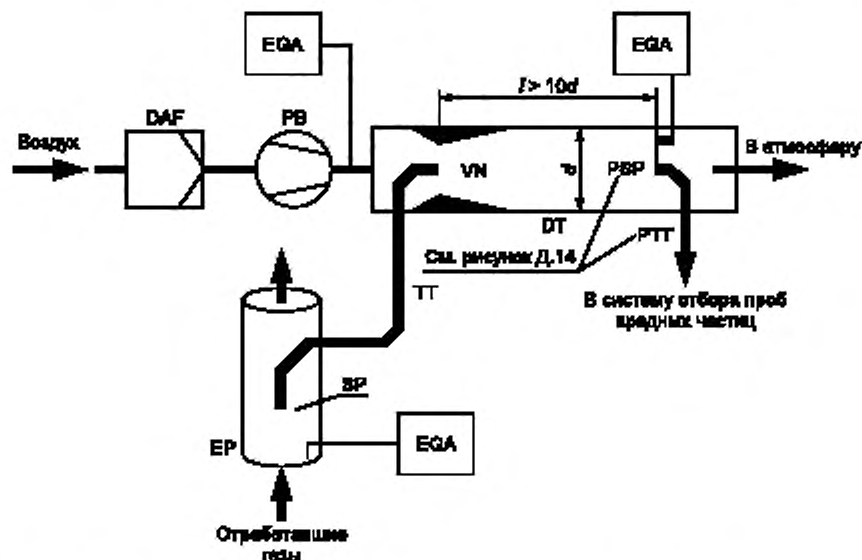 EGA
EGA
l > 10d
DAF
PB
Воздух
VN
d
PSP
В атмосферу
DT
PTT
См. рисунок Д.14
TT
В систему отбора проб
вредных частиц
SP
EP
EGA
Отработавшие
газы